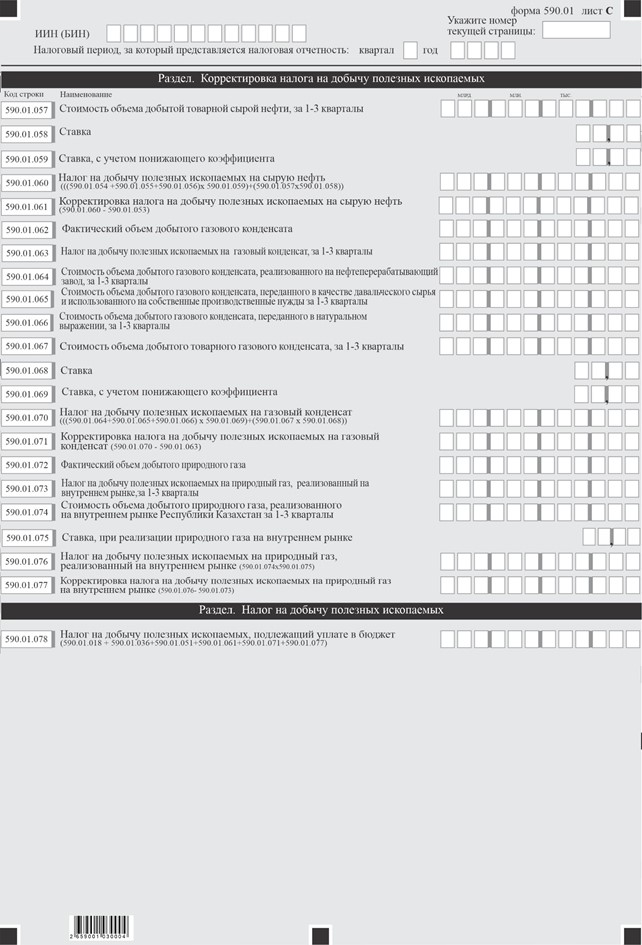 форма 590.01 лист С
ИИН (БИН)
Укажите номер
текущей страницы:
Налоговый период, за который представляется налоговая отчетность: квартал год
Раздел. Корректировка налога на добычу полезных ископаемых
Код строки Наименование млрд млн тыс
590.01.057 Стоимость объема добытой товарной сырой нефти, за 1-3 кварталы
590.01.058 Ставка
590.01.059 Ставка, с учетом понижающего коэффициента
590.01.060 Налог на добычу полезных ископаемых на сырую нефть
(((590.01.054 +590.01.055+590.01.056)х 590.01.059)+(590.01.057х590.01.058))
590.01.061 Корректировка налога на добычу полезных ископаемых на сырую нефть
(590.01.060 - 590.01.053)
590.01.062 Фактический объем добытого газового конденсата
590.01.063 Налог на добычу полезных ископаемых на газовый конденсат, за 1-3 кварталы
590.01.064 Стоимость объема добытого газового конденсата, реализованного на нефтеперерабатывающий
завод, за 1-3 кварталы
590.01.065 Стоимость объема добытого газового конденсата, переданного в качестве давальческого сырья
и использованного на собственные производственные нужды за 1-3 кварталы
590.01.066 Стоимость объема добытого газового конденсата, переданного в натуральном
выражении, за 1-3 кварталы
590.01.067 Стоимость объема добытого товарного газового конденсата, за 1-3 кварталы
590.01.068 Ставка
590.01.069 Ставка, с учетом понижающего коэффициента
590.01.070 Налог на добычу полезных ископаемых на газовый конденсат
(((590.01.064+590.01.065+590.01.066) х 590.01.069)+(590.01.067 х 590.01.068))
590.01.071 Корректировка налога на добычу полезных ископаемых на газовый
конденсат (590.01.070 - 590.01.063)
590.01.072 Фактический объем добытого природного газа
590.01.073 Налог на добычу полезных ископаемых на природный газ, реализованный на
внутреннем рынке,за 1-3 кварталы
590.01.074 Стоимость объема добытого природного газа, реализованного
на внутреннем рынке Республики Казахстан за 1-3 кварталы
590.01.075 Ставка, при реализации природного газа на внутреннем рынке
590.01.076 Налог на добычу полезных ископаемых на природный газ,
реализованный на внутреннем рынке (590.01.074х590.01.075)
590.01.077 Корректировка налога на добычу полезных ископаемых на природный газ
на внутреннем рынке (590.01.076- 590.01.073)
Раздел. Налог на добычу полезных ископаемых
590.01.078 Налог на добычу полезных ископаемых, подлежащий уплате в бюджет
(590.01.018 + 590.01.036+590.01.051+590.01.061+590.01.071+590.01.077)
2 655001 030004